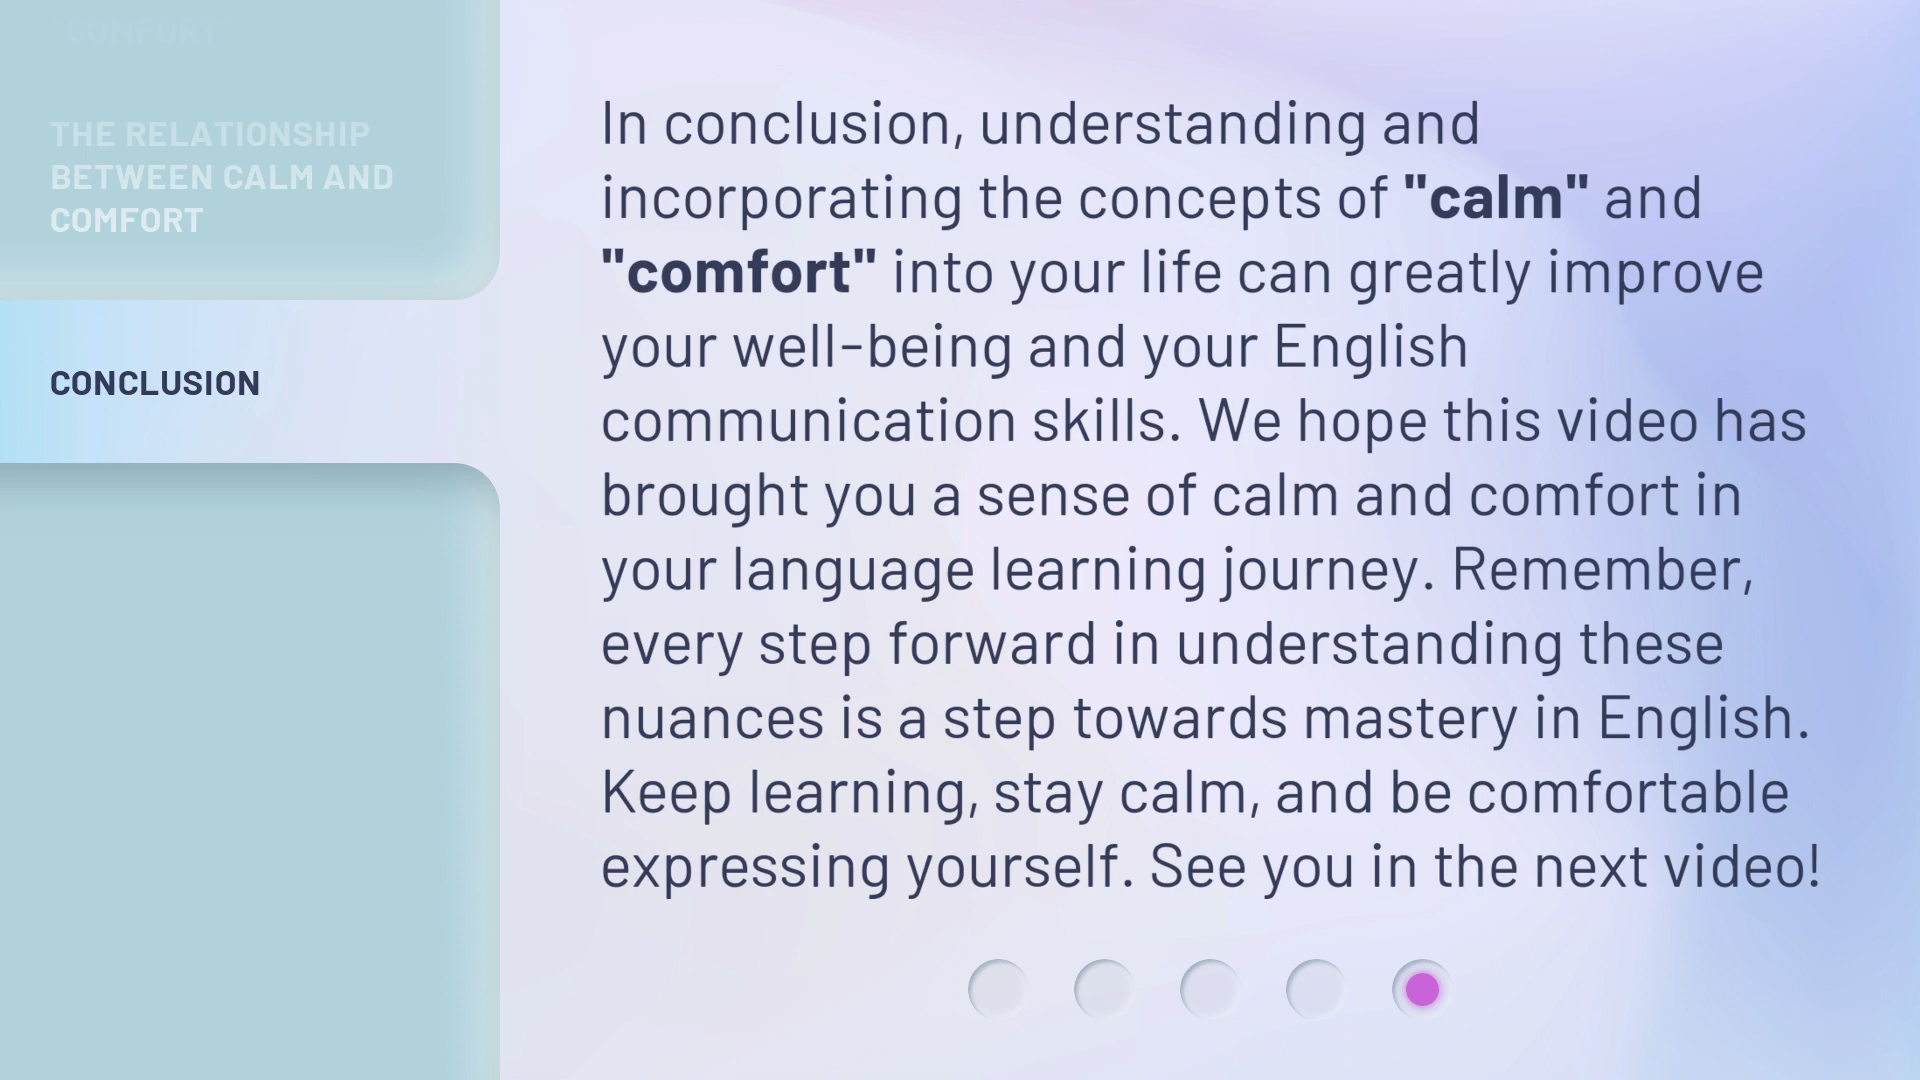 COMFORT"
THE RELATIONSHIP
BETWEEN CALM AND
COMFORT
CONCLUSION
In conclusion, understanding and
incorporating the concepts of "calm" and
"comfort" into your life can greatly improve
your well-being and your English
communication skills. We hope this video has
brought you a sense of calm and comfort in
your language learning journey. Remember,
every step forward in understanding these
nuances is a step towards mastery in English.
Keep learning, stay calm, and be comfortable
expressing yourself. See you in the next video!